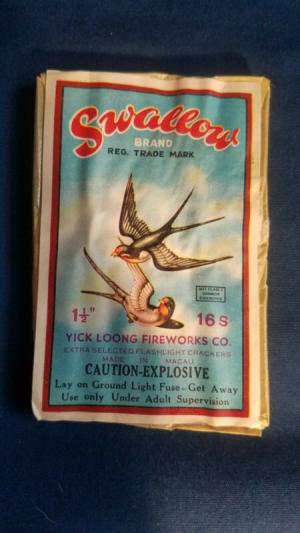 Swallow
BRAND
REG. TRADE MARK
1½" 16 S
YICK LOONG FIREWORKS CO.
EXTRA SELECTED FLASHLIGHT CRACKERS
MADE IN MACAU
CAUTION-EXPLOSIVE
Lay on Ground Light Fuse–Get Away
Use only Under Adult Supervision